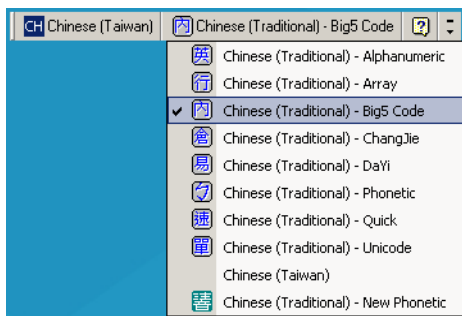 CH Chinese (Taiwan) 內 Chinese (Traditional) - Big5 Code
英 Chinese (Traditional) - Alphanumeric
行 Chinese (Traditional) - Array
內 Chinese (Traditional) - Big5 Code
倉 Chinese (Traditional) - ChangJie
易 Chinese (Traditional) - DaYi
ㄅ Chinese (Traditional) - Phonetic
速 Chinese (Traditional) - Quick
單 Chinese (Traditional) - Unicode
Chinese (Taiwan)
Chinese (Traditional) - New Phonetic